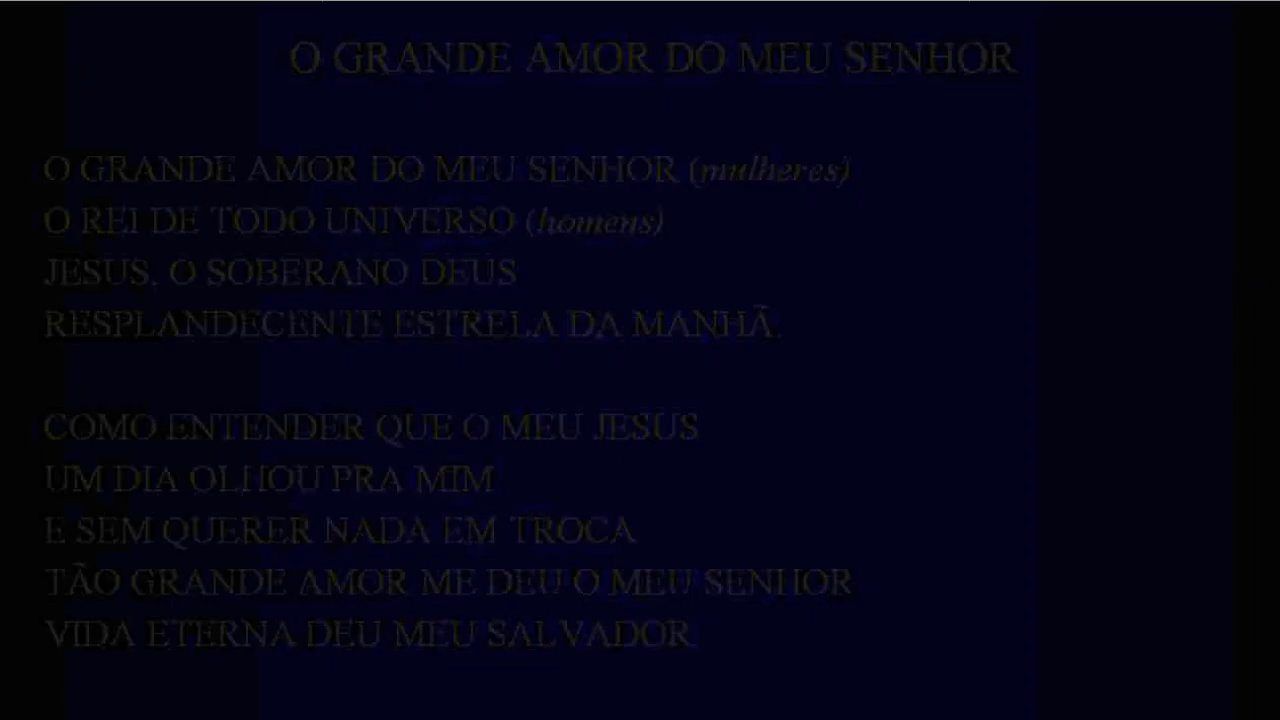 O GRANDE AMOR DO MEU SENHOR
O GRANDE AMOR DO MEU SENHOR (mulheres)
O REI DE TODO UNIVERSO (homens)
JESUS, O SOBERANO DEUS
RESPLANDECENTE ESTRELA DA MANHÃ.
COMO ENTENDER QUE O MEU JESUS
UM DIA OLHOU PRA MIM
E SEM QUERER NADA EM TROCA
TÃO GRANDE AMOR ME DEU O MEU SENHOR
VIDA ETERNA DEU MEU SALVADOR.